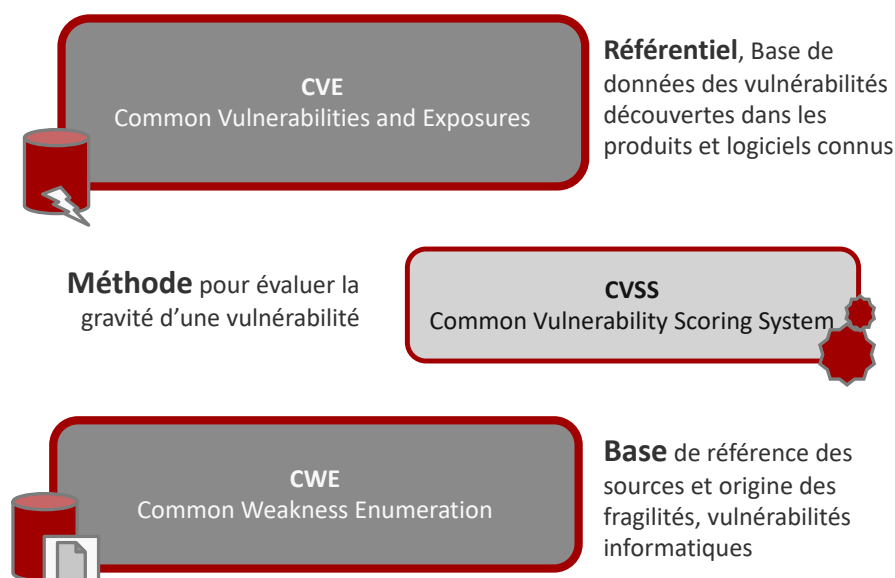 CVE
Common Vulnerabilities and Exposures
Référentiel, Base de
données des vulnérabilités
découvertes dans les
produits et logiciels connus
Méthode pour évaluer la
gravité d’une vulnérabilité
CVSS
Common Vulnerability Scoring System
CWE
Common Weakness Enumeration
Base de référence des
sources et origine des
fragilités, vulnérabilités
informatiques